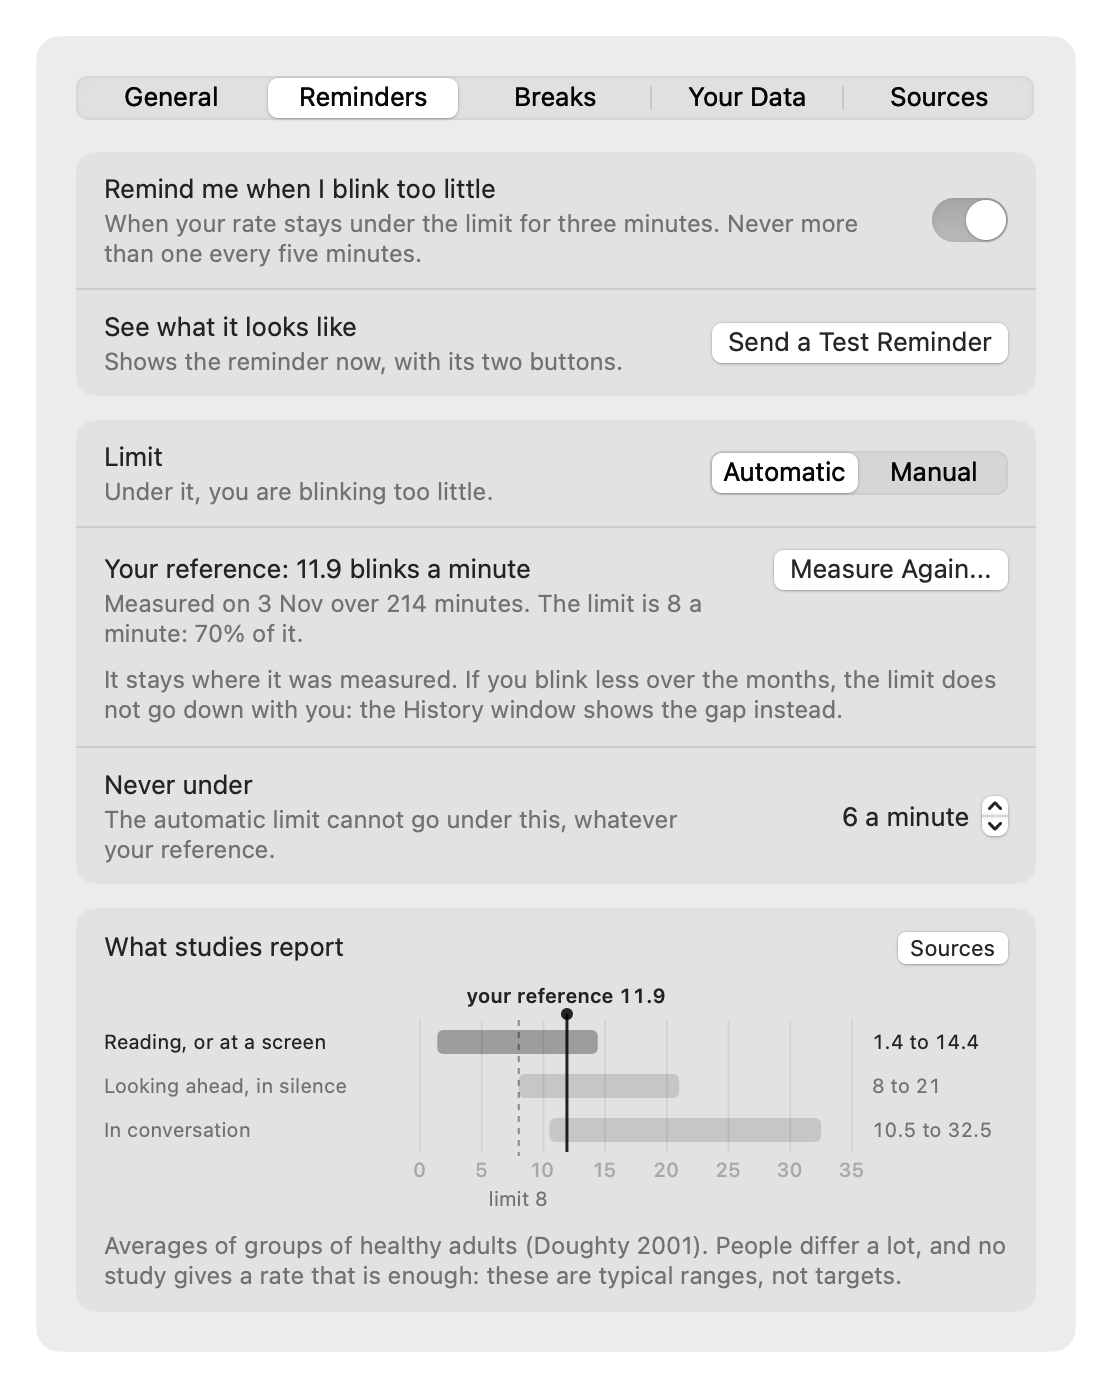 General
Reminders
Breaks
Your Data
Sources
Remind me when I blink too little
When your rate stays under the limit for three minutes. Never more
than one every five minutes.
See what it looks like
Shows the reminder now, with its two buttons.
Send a Test Reminder
Limit
Under it, you are blinking too little.
Automatic
Manual
Your reference: 11.9 blinks a minute
Measure Again...
Measured on 3 Nov over 214 minutes. The limit is 8 a
minute: 70% of it.
It stays where it was measured. If you blink less over the months, the limit does
not go down with you: the History window shows the gap instead.
Never under
The automatic limit cannot go under this, whatever
your reference.
6 a minute
What studies report
Sources
your reference 11.9
Reading, or at a screen
1.4 to 14.4
Looking ahead, in silence
8 to 21
In conversation
10.5 to 32.5
0 5 10 15 20 25 30 35
limit 8
Averages of groups of healthy adults (Doughty 2001). People differ a lot, and no
study gives a rate that is enough: these are typical ranges, not targets.